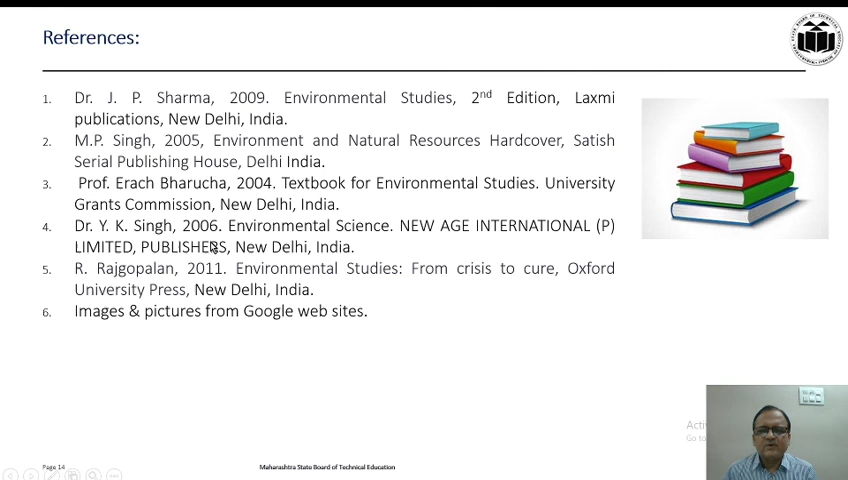 References:
1. Dr. J. P. Sharma, 2009. Environmental Studies, 2nd Edition, Laxmi
publications, New Delhi, India.
2. M.P. Singh, 2005, Environment and Natural Resources Hardcover, Satish
Serial Publishing House, Delhi India.
3. Prof. Erach Bharucha, 2004. Textbook for Environmental Studies. University
Grants Commission, New Delhi, India.
4. Dr. Y. K. Singh, 2006. Environmental Science. NEW AGE INTERNATIONAL (P)
LIMITED, PUBLISHERS, New Delhi, India.
5. R. Rajgopalan, 2011. Environmental Studies: From crisis to cure, Oxford
University Press, New Delhi, India.
6. Images & pictures from Google web sites.
Acti
Go to
Page 14
Maharashtra State Board of Technical Education